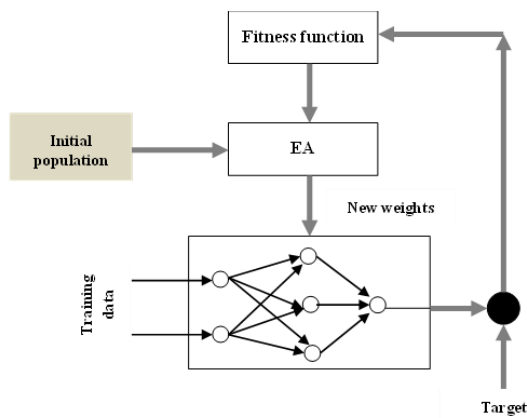 Fitness function
Initial
population
EA
New weights
Training
data
Target